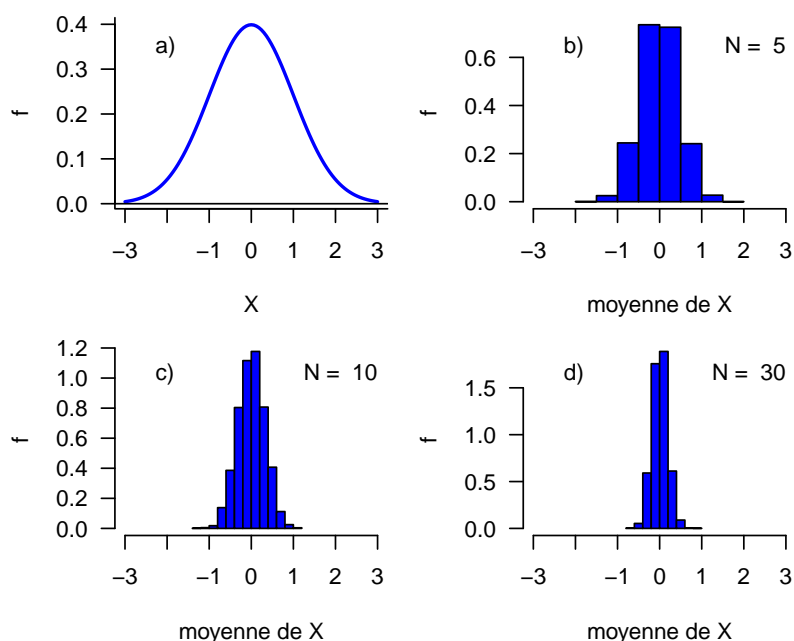 a)
0.4
0.3
0.2
0.1
0.0
f
−3 −1 0 1 2 3
X
b) N = 5
0.6
0.4
0.2
0.0
f
−3 −1 0 1 2 3
moyenne de X
c) N = 10
1.2
1.0
0.8
0.6
0.4
0.2
0.0
f
−3 −1 0 1 2 3
moyenne de X
d) N = 30
1.5
1.0
0.5
0.0
f
−3 −1 0 1 2 3
moyenne de X